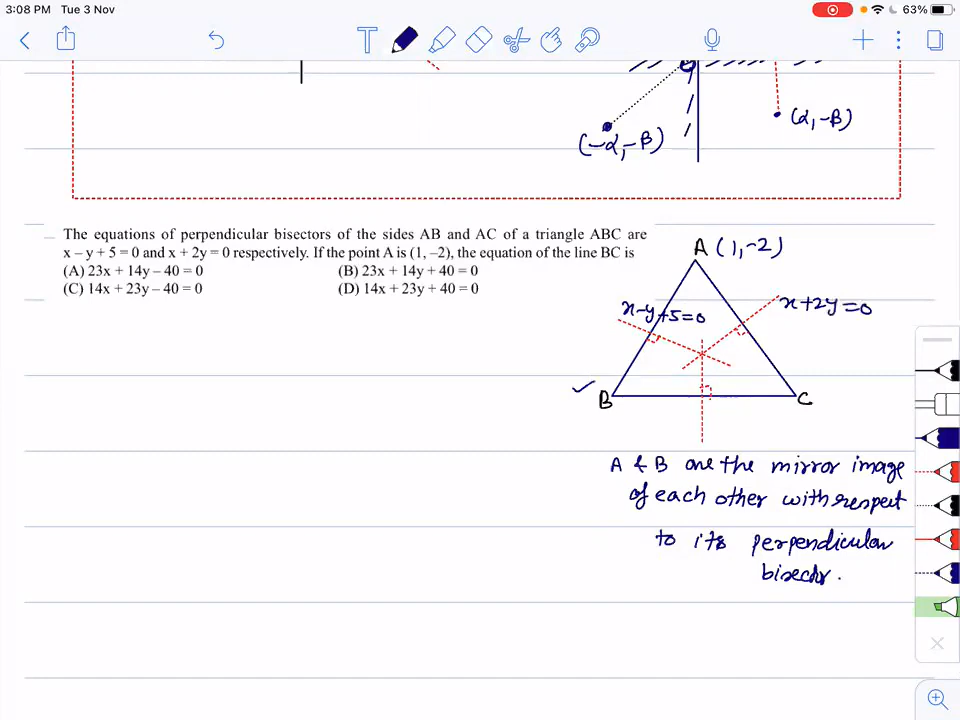 3:08 PM Tue 3 Nov
63%
(-α, -β)
(α, -β)
The equations of perpendicular bisectors of the sides AB and AC of a triangle ABC are
x – y + 5 = 0 and x + 2y = 0 respectively. If the point A is (1, –2), the equation of the line BC is
(A) 23x + 14y – 40 = 0 (B) 23x + 14y + 40 = 0
(C) 14x + 23y – 40 = 0 (D) 14x + 23y + 40 = 0
A (1, -2)
x-y+5=0
x+2y=0
B
C
A & B are the mirror image
of each other with respect
to its perpendicular
bisector.